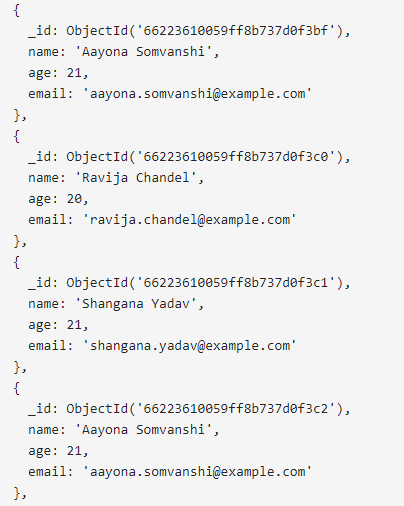 {
_id: ObjectId('66223610059ff8b737d0f3bf'),
name: 'Aayona Somvanshi',
age: 21,
email: 'aayona.somvanshi@example.com'
},
{
_id: ObjectId('66223610059ff8b737d0f3c0'),
name: 'Ravija Chandel',
age: 20,
email: 'ravija.chandel@example.com'
},
{
_id: ObjectId('66223610059ff8b737d0f3c1'),
name: 'Shangana Yadav',
age: 21,
email: 'shangana.yadav@example.com'
},
{
_id: ObjectId('66223610059ff8b737d0f3c2'),
name: 'Aayona Somvanshi',
age: 21,
email: 'aayona.somvanshi@example.com'
},